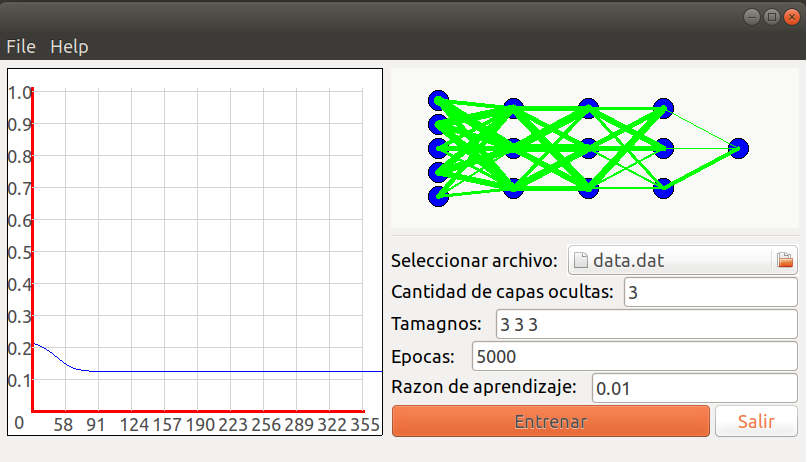 File Help
1.0
0.9
0.8
0.7
0.6
0.5
0.4
0.3
0.2
0.1
0 58 91 124 157 190 223 256 289 322 355
Seleccionar archivo: data.dat
Cantidad de capas ocultas: 3
Tamagnos: 3 3 3
Epocas: 5000
Razon de aprendizaje: 0.01
Entrenar Salir